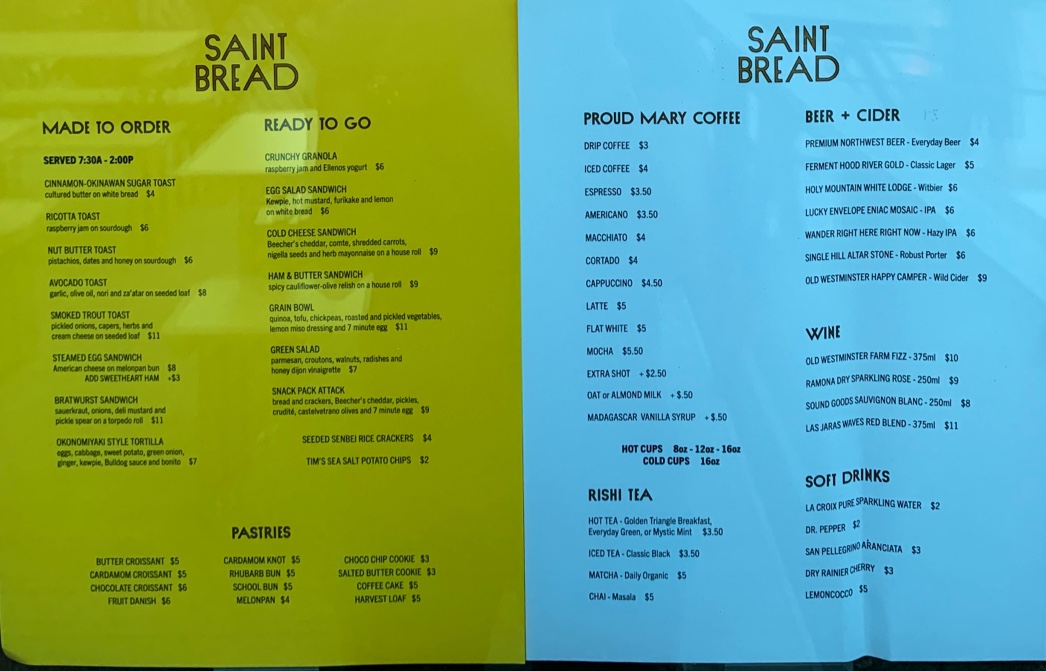 SAINT
BREAD
MADE TO ORDER
SERVED 7:30A - 2:00P
CINNAMON-OKINAWAN SUGAR TOAST
cultured butter on white bread $4
RICOTTA TOAST
raspberry jam on sourdough $6
NUT BUTTER TOAST
pistachios, dates and honey on sourdough $6
AVOCADO TOAST
garlic, olive oil, nori and za'atar on seeded loaf $8
SMOKED TROUT TOAST
pickled onions, capers, herbs and
cream cheese on seeded loaf $11
STEAMED EGG SANDWICH
American cheese on melonpan bun $8
ADD SWEETHEART HAM +$3
BRATWURST SANDWICH
sauerkraut, onions, deli mustard and
pickle spear on a torpedo roll $11
OKONOMIYAKI STYLE TORTILLA
eggs, cabbage, sweet potato, green onion,
ginger, kewpie, Bulldog sauce and bonito $7
READY TO GO
CRUNCHY GRANOLA
raspberry jam and Ellenos yogurt $6
EGG SALAD SANDWICH
Kewpie, hot mustard, furikake and lemon
on white bread $6
COLD CHEESE SANDWICH
Beecher's cheddar, comte, shredded carrots,
nigella seeds and herb mayonnaise on a house roll $9
HAM & BUTTER SANDWICH
spicy cauliflower-olive relish on a house roll $9
GRAIN BOWL
quinoa, tofu, chickpeas, roasted and pickled vegetables,
lemon miso dressing and 7 minute egg $11
GREEN SALAD
parmesan, croutons, walnuts, radishes and
honey dijon vinaigrette $7
SNACK PACK ATTACK
bread and crackers, Beecher's cheddar, pickles,
crudité, castelvetrano olives and 7 minute egg $9
SEEDED SENBEI RICE CRACKERS $4
TIM'S SEA SALT POTATO CHIPS $2
PASTRIES
BUTTER CROISSANT $5
CARDAMOM CROISSANT $5
CHOCOLATE CROISSANT $6
FRUIT DANISH $6
CARDAMOM KNOT $5
RHUBARB BUN $5
SCHOOL BUN $5
MELONPAN $4
CHOCO CHIP COOKIE $3
SALTED BUTTER COOKIE $3
COFFEE CAKE $5
HARVEST LOAF $5
SAINT
BREAD
PROUD MARY COFFEE
DRIP COFFEE $3
ICED COFFEE $4
ESPRESSO $3.50
AMERICANO $3.50
MACCHIATO $4
CORTADO $4
CAPPUCCINO $4.50
LATTE $5
FLAT WHITE $5
MOCHA $5.50
EXTRA SHOT +$2.50
OAT or ALMOND MILK +$.50
MADAGASCAR VANILLA SYRUP +$.50
HOT CUPS 8oz - 12oz - 16oz
COLD CUPS 16oz
RISHI TEA
HOT TEA - Golden Triangle Breakfast,
Everyday Green, or Mystic Mint $3.50
ICED TEA - Classic Black $3.50
MATCHA - Daily Organic $5
CHAI - Masala $5
BEER + CIDER
PREMIUM NORTHWEST BEER - Everyday Beer $4
FERMENT HOOD RIVER GOLD - Classic Lager $5
HOLY MOUNTAIN WHITE LODGE - Witbier $6
LUCKY ENVELOPE ENIAC MOSAIC - IPA $6
WANDER RIGHT HERE RIGHT NOW - Hazy IPA $6
SINGLE HILL ALTAR STONE - Robust Porter $6
OLD WESTMINSTER HAPPY CAMPER - Wild Cider $9
WINE
OLD WESTMINSTER FARM FIZZ - 375ml $10
RAMONA DRY SPARKLING ROSE - 250ml $9
SOUND GOODS SAUVIGNON BLANC - 250ml $8
LAS JARAS WAVES RED BLEND - 375ml $11
SOFT DRINKS
LA CROIX PURE SPARKLING WATER $2
DR. PEPPER $2
SAN PELLEGRINO ARANCIATA $3
DRY RAINIER CHERRY $3
LEMONCOCCO $5